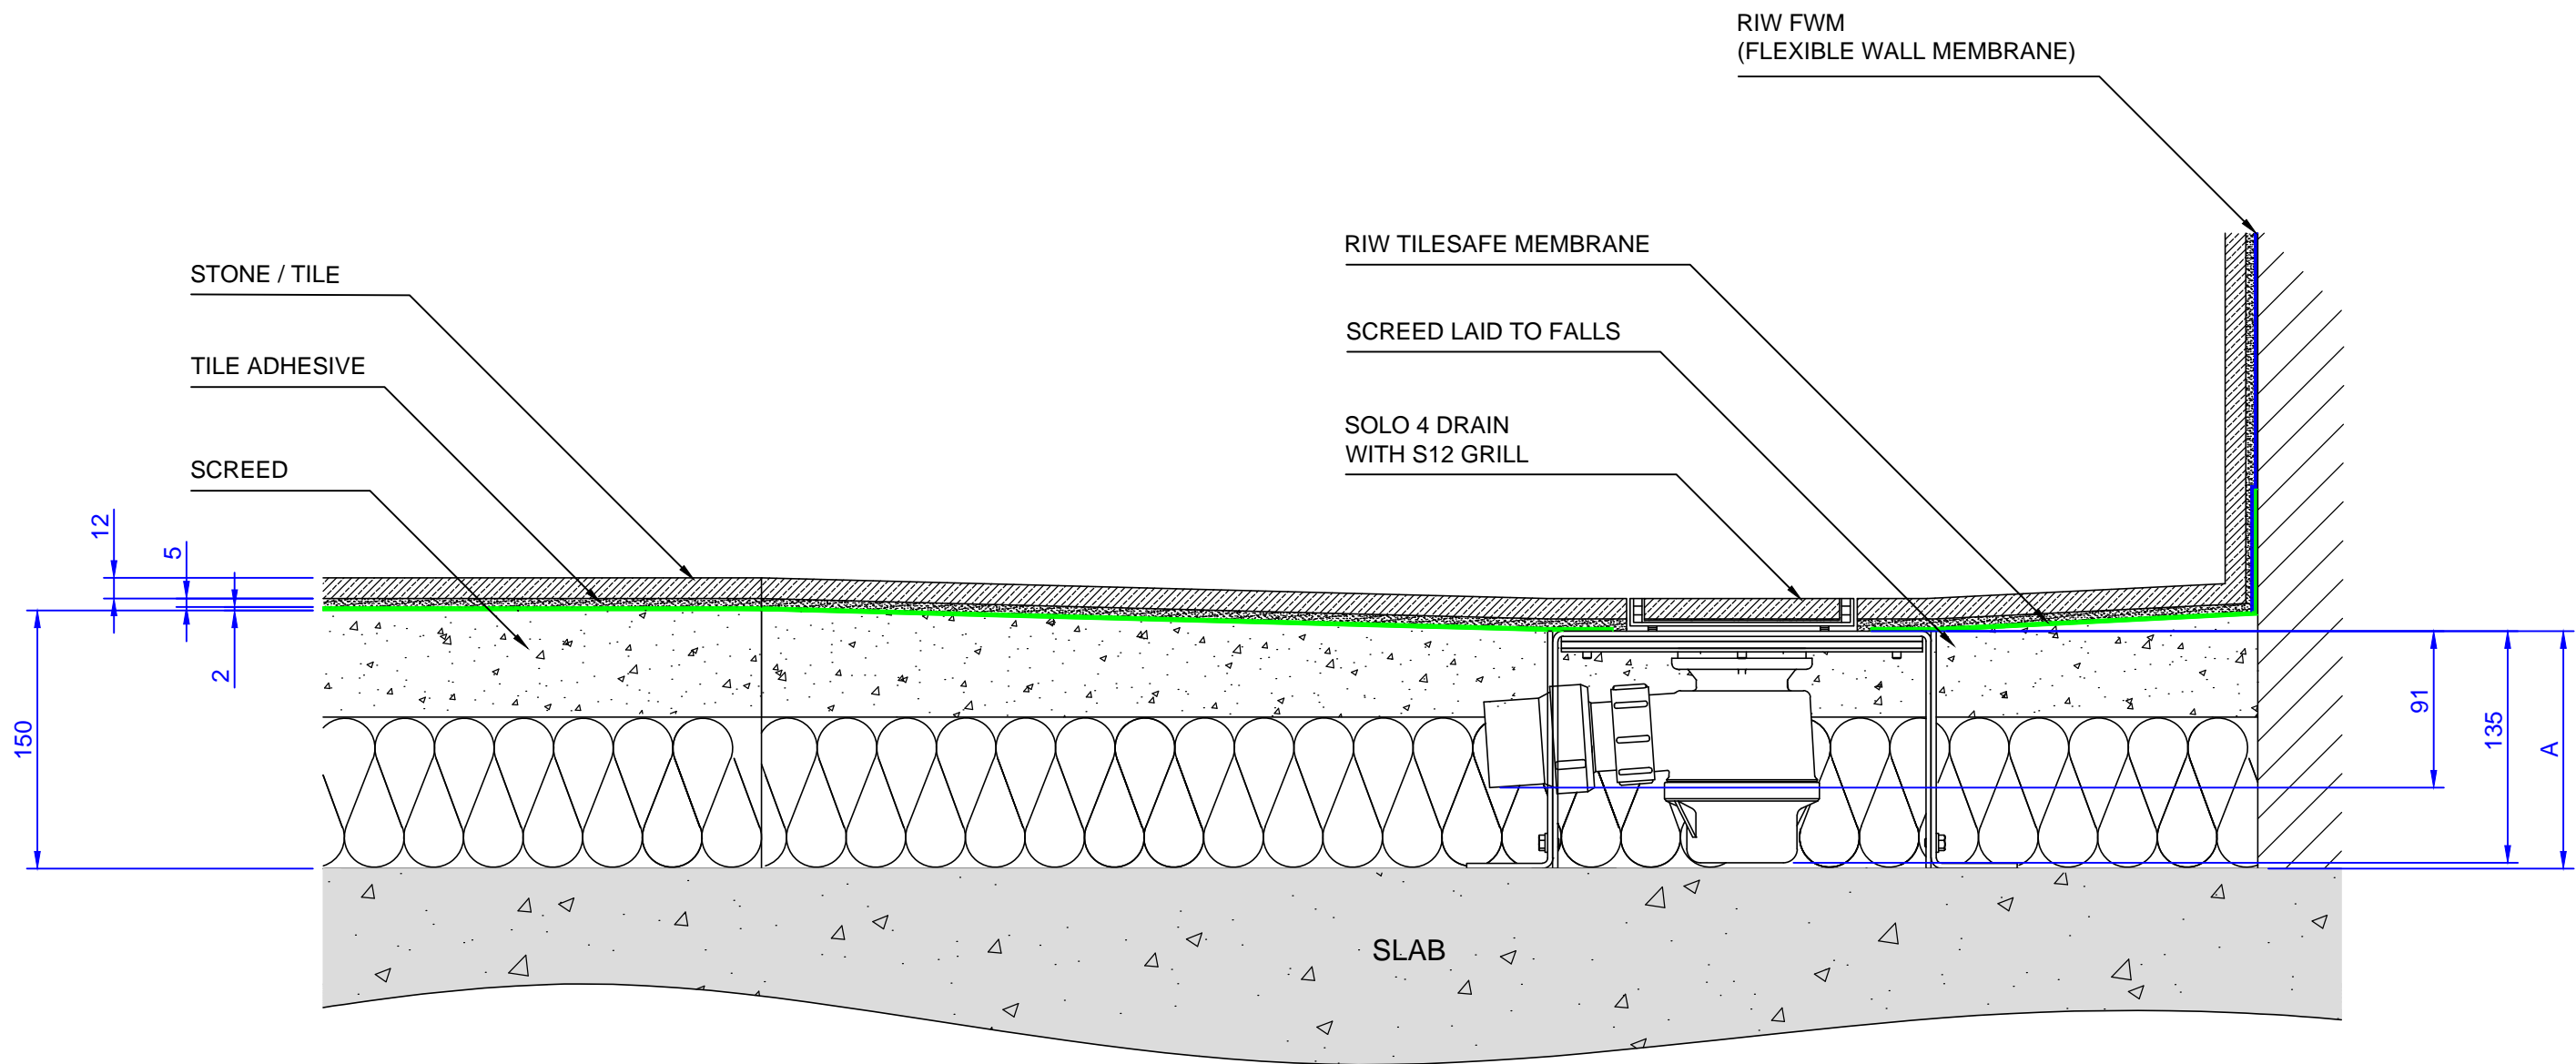 RIW FWM
(FLEXIBLE WALL MEMBRANE)
RIW TILESAFE MEMBRANE
STONE / TILE
SCREED LAID TO FALLS
TILE ADHESIVE
SOLO 4 DRAIN
WITH S12 GRILL
SCREED
12
5
2
150
91
135
A
SLAB